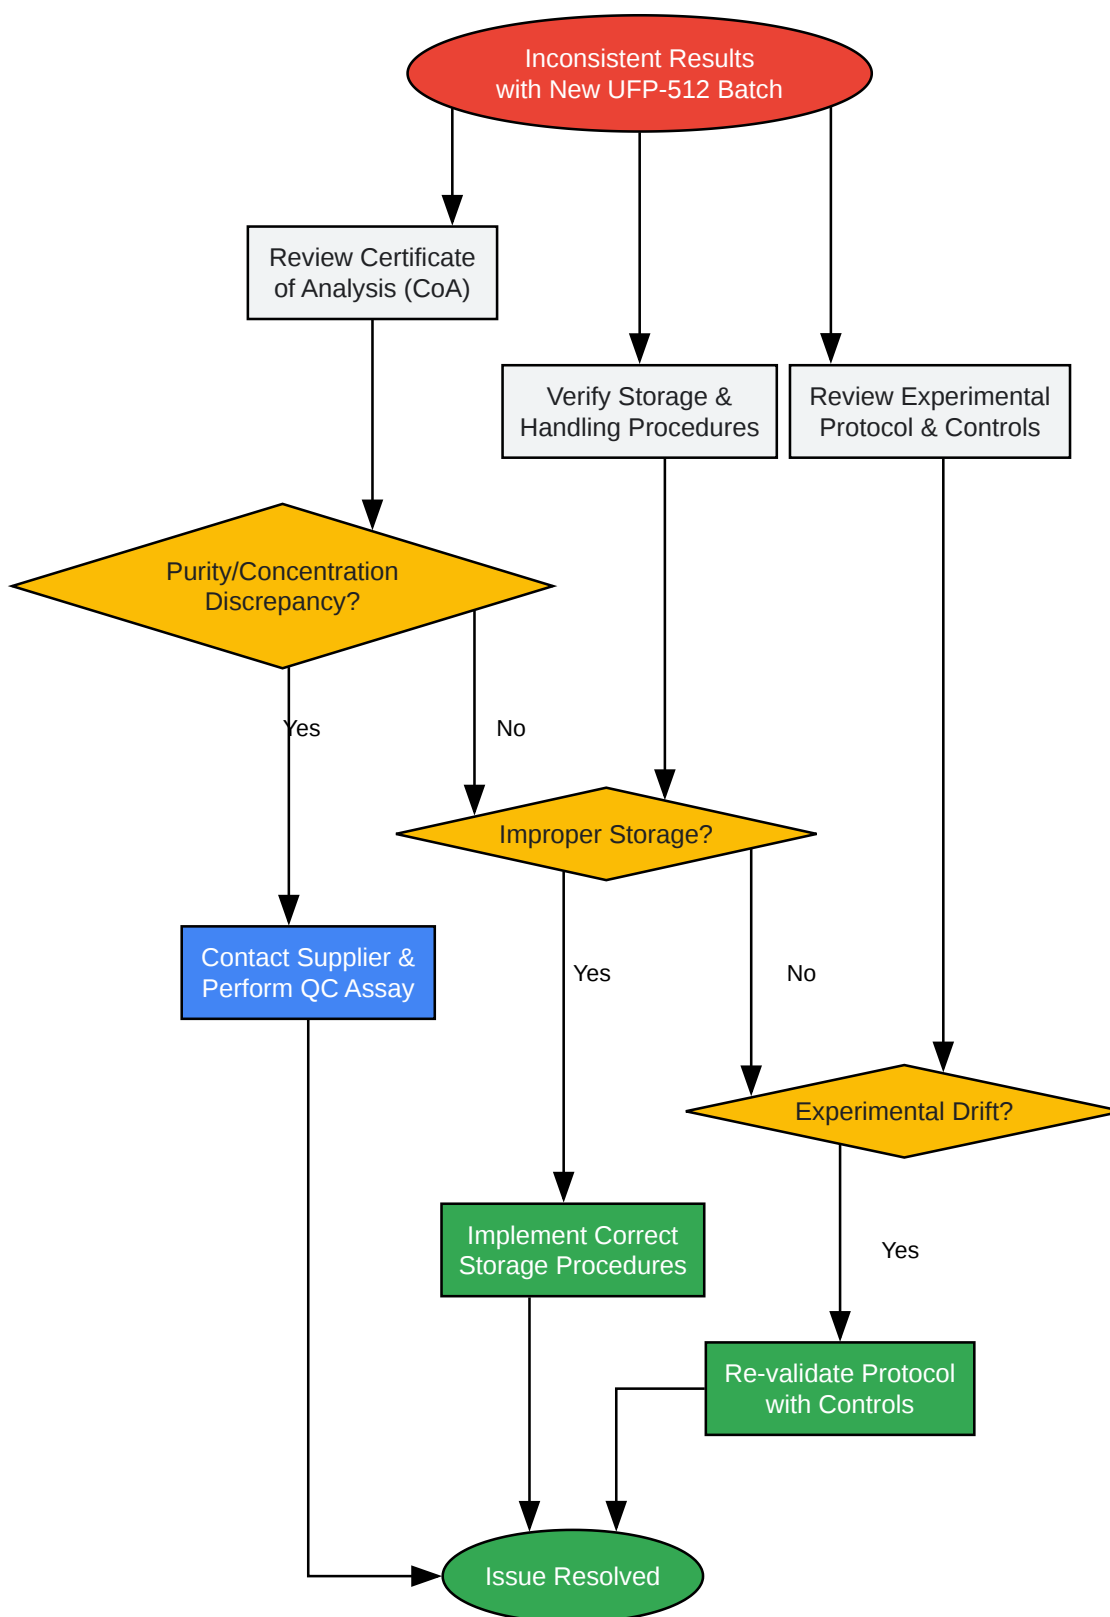 Inconsistent Results
with New UFP-512 Batch
Review Certificate
of Analysis (CoA)
Verify Storage &
Handling Procedures
Review Experimental
Protocol & Controls
Purity/Concentration
Discrepancy?
Yes
No
Improper Storage?
Contact Supplier &
Perform QC Assay
Yes
No
Experimental Drift?
Implement Correct
Storage Procedures
Yes
Re-validate Protocol
with Controls
Issue Resolved